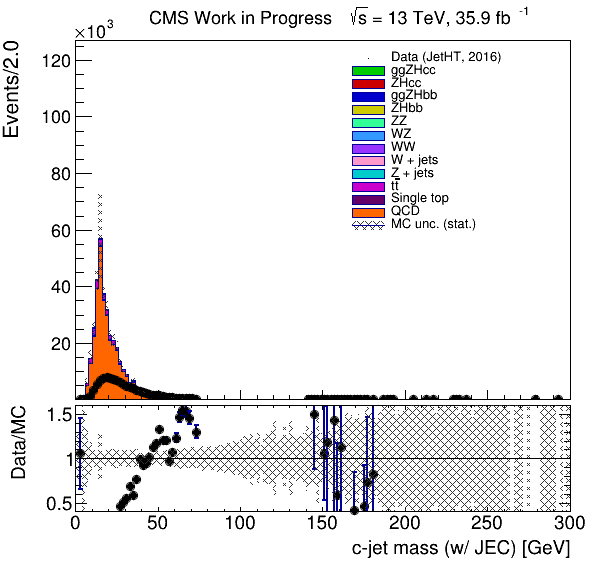 CMS Work in Progress √s = 13 TeV, 35.9 fb -1
×10³
Events/2.0
120
100
80
60
40
20
Data (JetHT, 2016)
ggZHcc
ZHcc
ggZHbb
ZHbb
ZZ
WZ
WW
W + jets
Z + jets
tt̄
Single top
QCD
MC unc. (stat.)
Data/MC
1.5
1
0.5
0 50 100 150 200 250 300
c-jet mass (w/ JEC) [GeV]